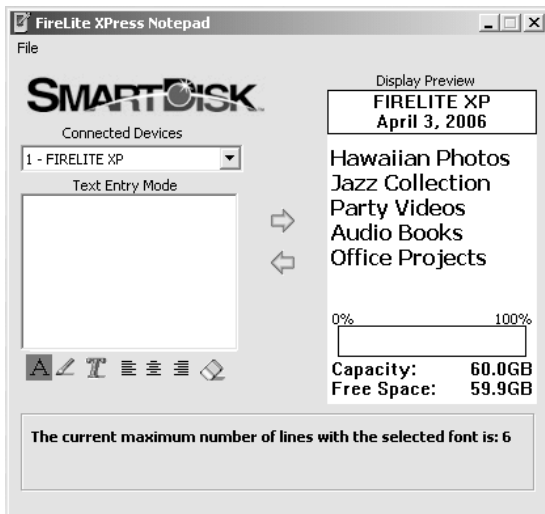 FireLite XPress Notepad
File
SMARTDISK
Connected Devices
1 - FIRELITE XP
Text Entry Mode
A T
Display Preview
FIRELITE XP
April 3, 2006
Hawaiian Photos
Jazz Collection
Party Videos
Audio Books
Office Projects
0% 100%
Capacity: 60.0GB
Free Space: 59.9GB
The current maximum number of lines with the selected font is: 6